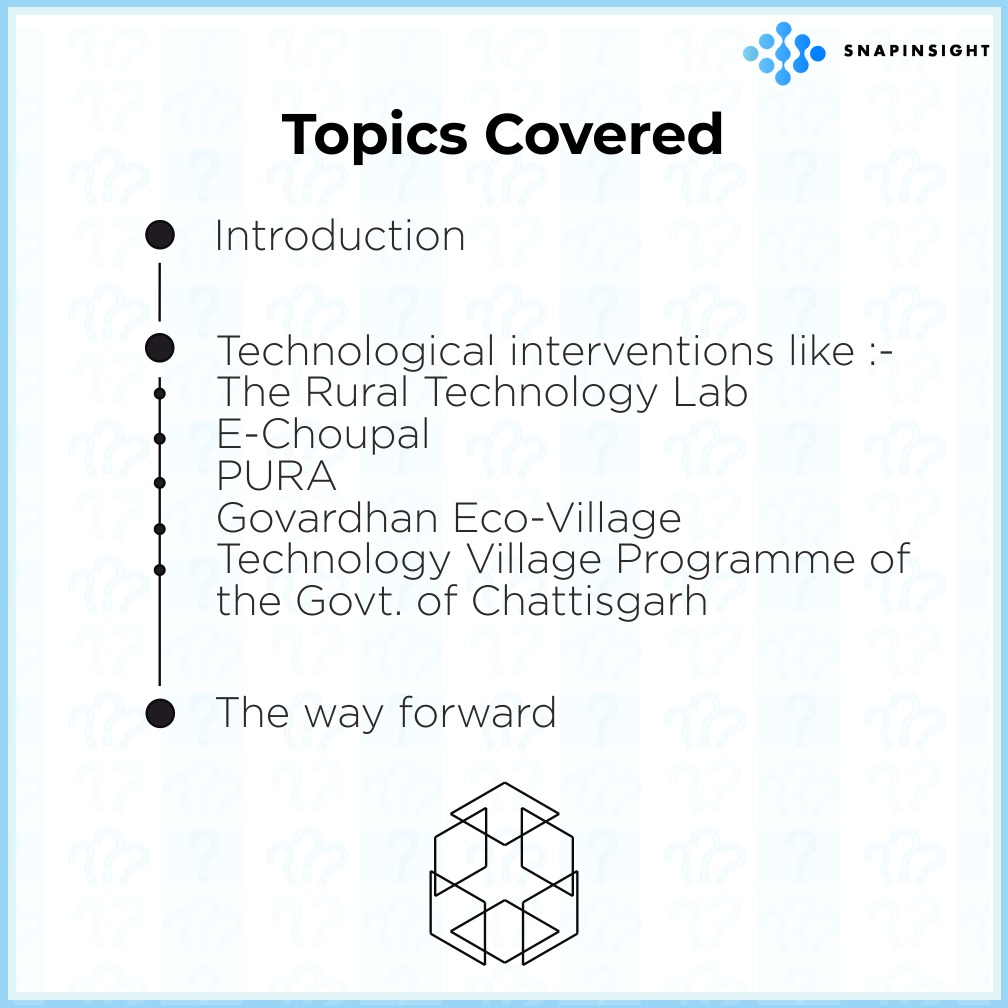 SNAPINSIGHT
Topics Covered
Introduction
Technological interventions like :-
The Rural Technology Lab
E-Choupal
PURA
Govardhan Eco-Village
Technology Village Programme of
the Govt. of Chattisgarh
The way forward